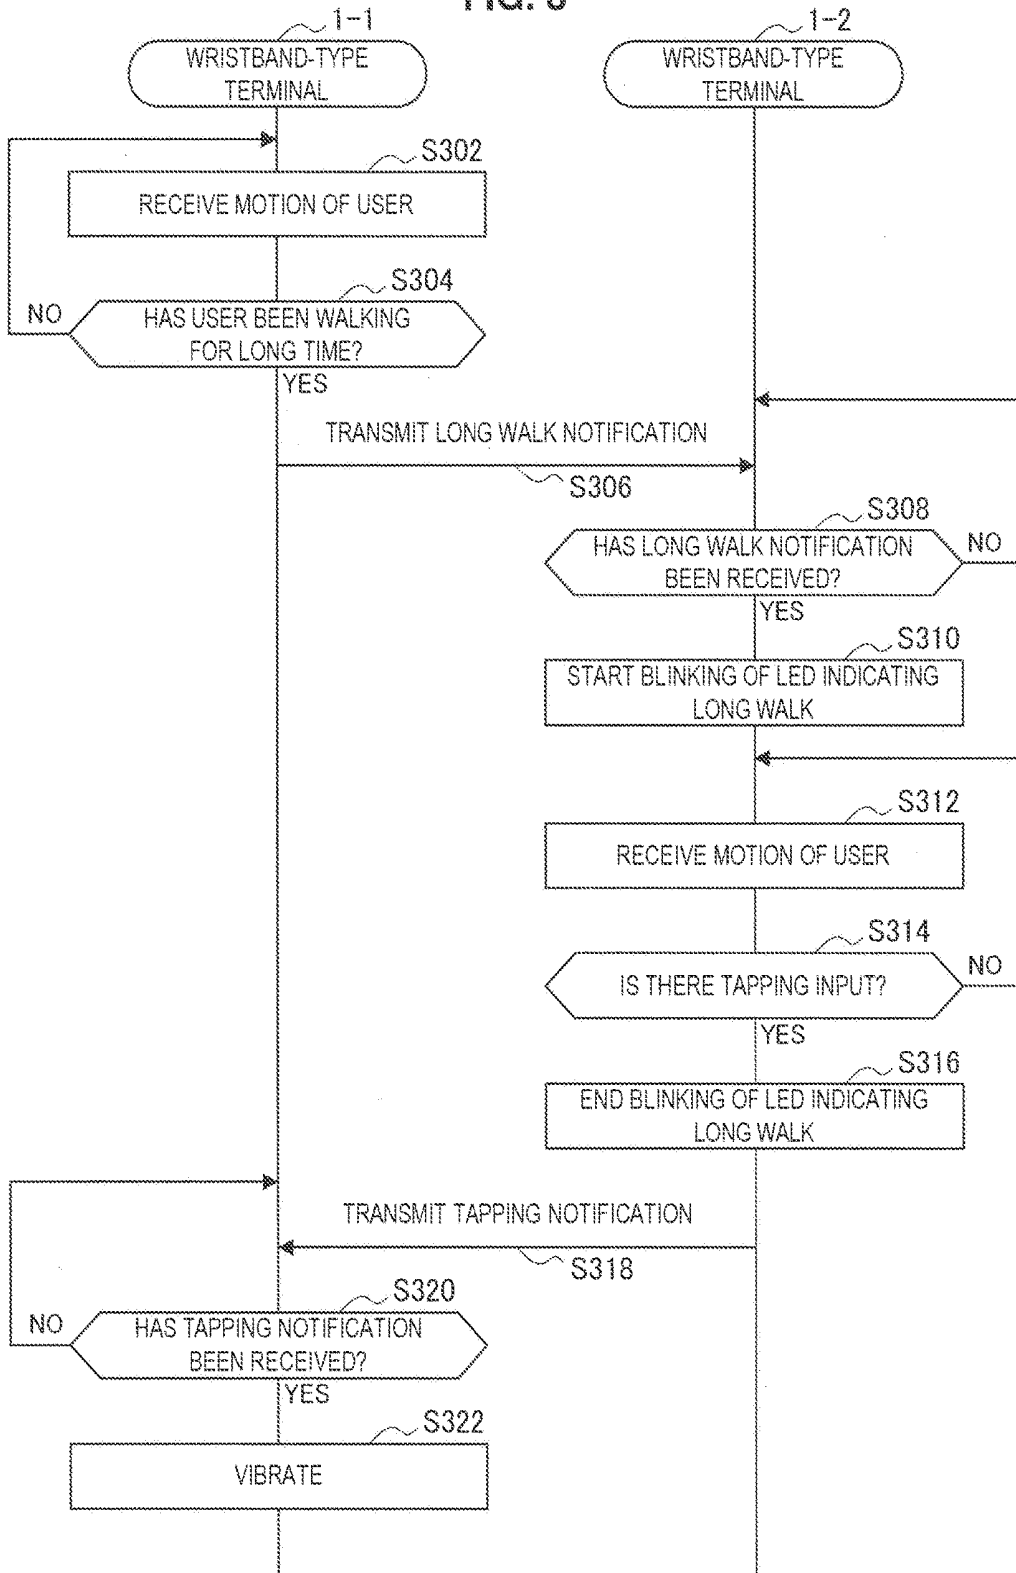 1-1
1-2
WRISTBAND-TYPE
TERMINAL
WRISTBAND-TYPE
TERMINAL
S302
RECEIVE MOTION OF USER
S304
NO
HAS USER BEEN WALKING
FOR LONG TIME?
YES
TRANSMIT LONG WALK NOTIFICATION
S306
S308
HAS LONG WALK NOTIFICATION
BEEN RECEIVED?
NO
YES
S310
START BLINKING OF LED INDICATING
LONG WALK
S312
RECEIVE MOTION OF USER
S314
IS THERE TAPPING INPUT?
NO
YES
S316
END BLINKING OF LED INDICATING
LONG WALK
TRANSMIT TAPPING NOTIFICATION
S318
S320
NO
HAS TAPPING NOTIFICATION
BEEN RECEIVED?
YES
S322
VIBRATE